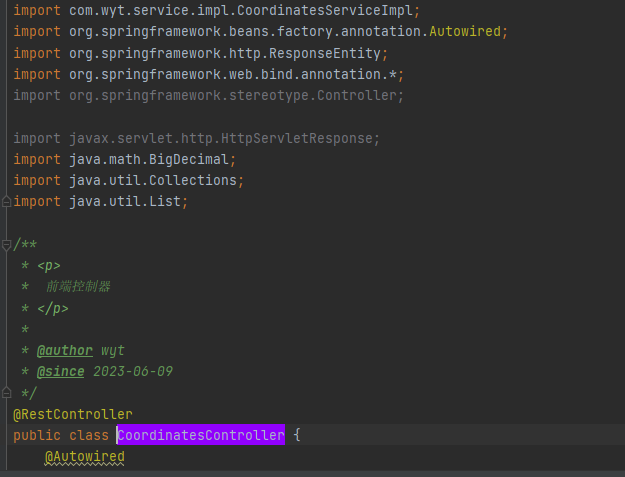 import com.wyt.service.impl.CoordinatesServiceImpl;
import org.springframework.beans.factory.annotation.Autowired;
import org.springframework.http.ResponseEntity;
import org.springframework.web.bind.annotation.*;
import org.springframework.stereotype.Controller;
import javax.servlet.http.HttpServletResponse;
import java.math.BigDecimal;
import java.util.Collections;
import java.util.List;
/**
* <p>
* 前端控制器
* </p>
*
* @author wyt
* @since 2023-06-09
*/
@RestController
public class CoordinatesController {
@Autowired